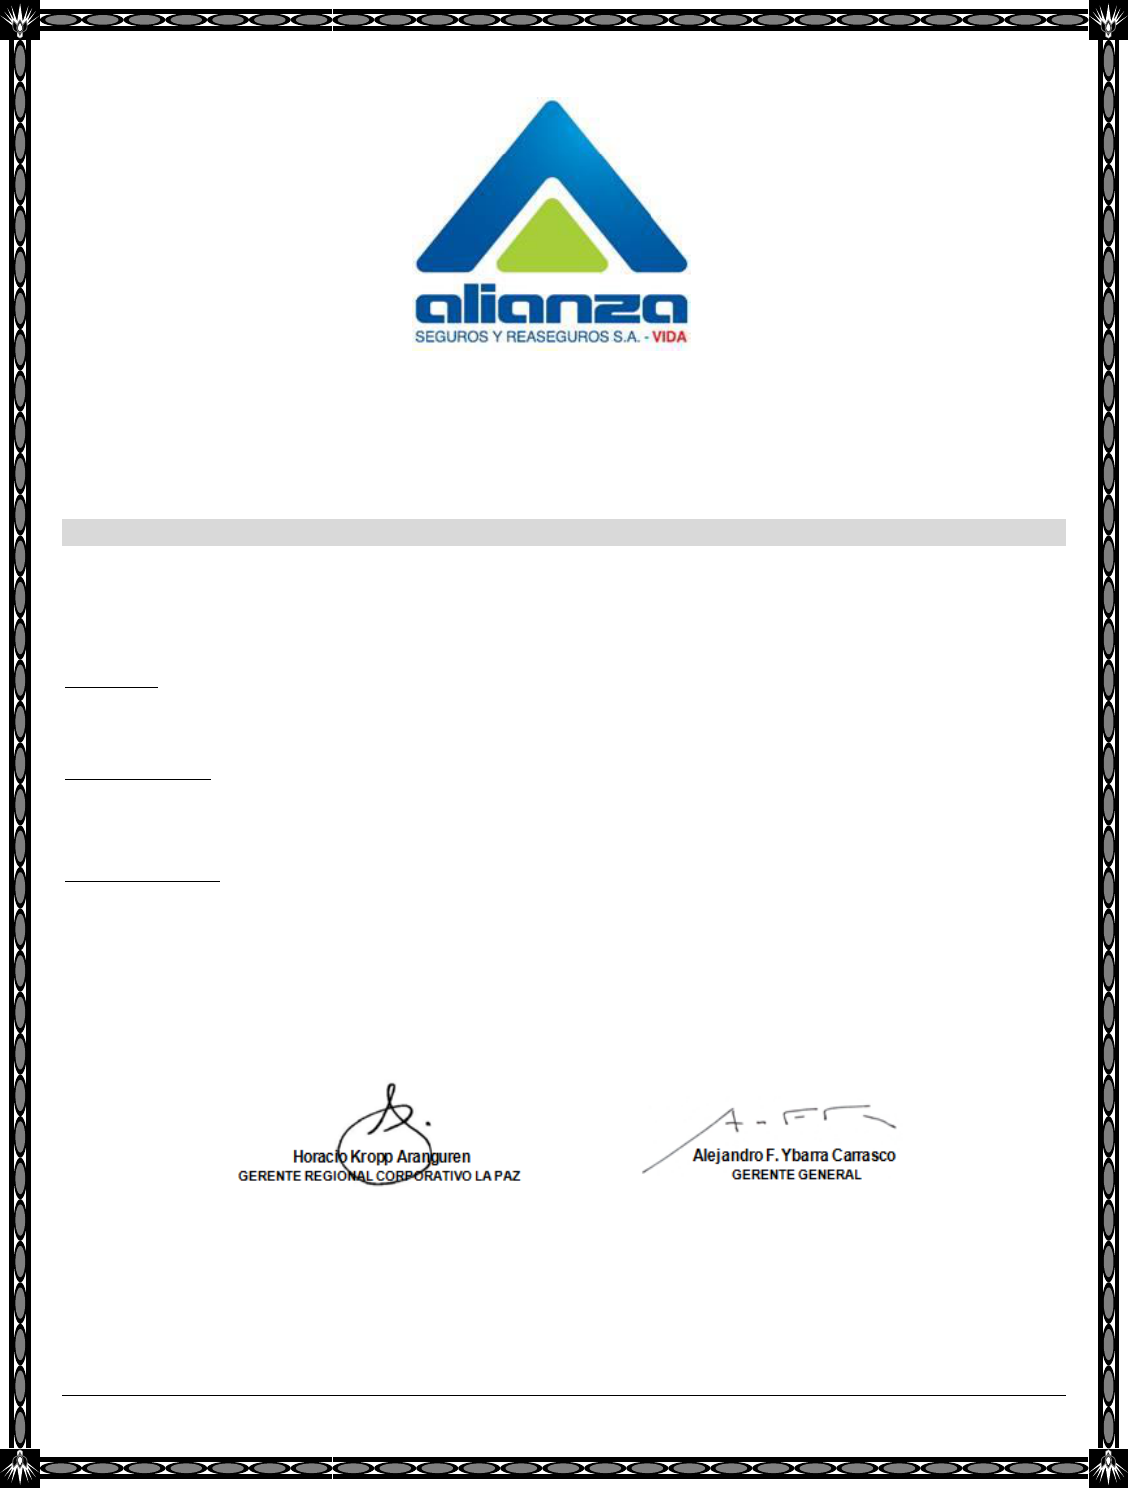 alianza
SEGUROS Y REASEGUROS S.A. - VIDA
Horacio Kropp Aranguren
GERENTE REGIONAL CORPORATIVO LA PAZ
Alejandro F. Ybarra Carrasco
GERENTE GENERAL